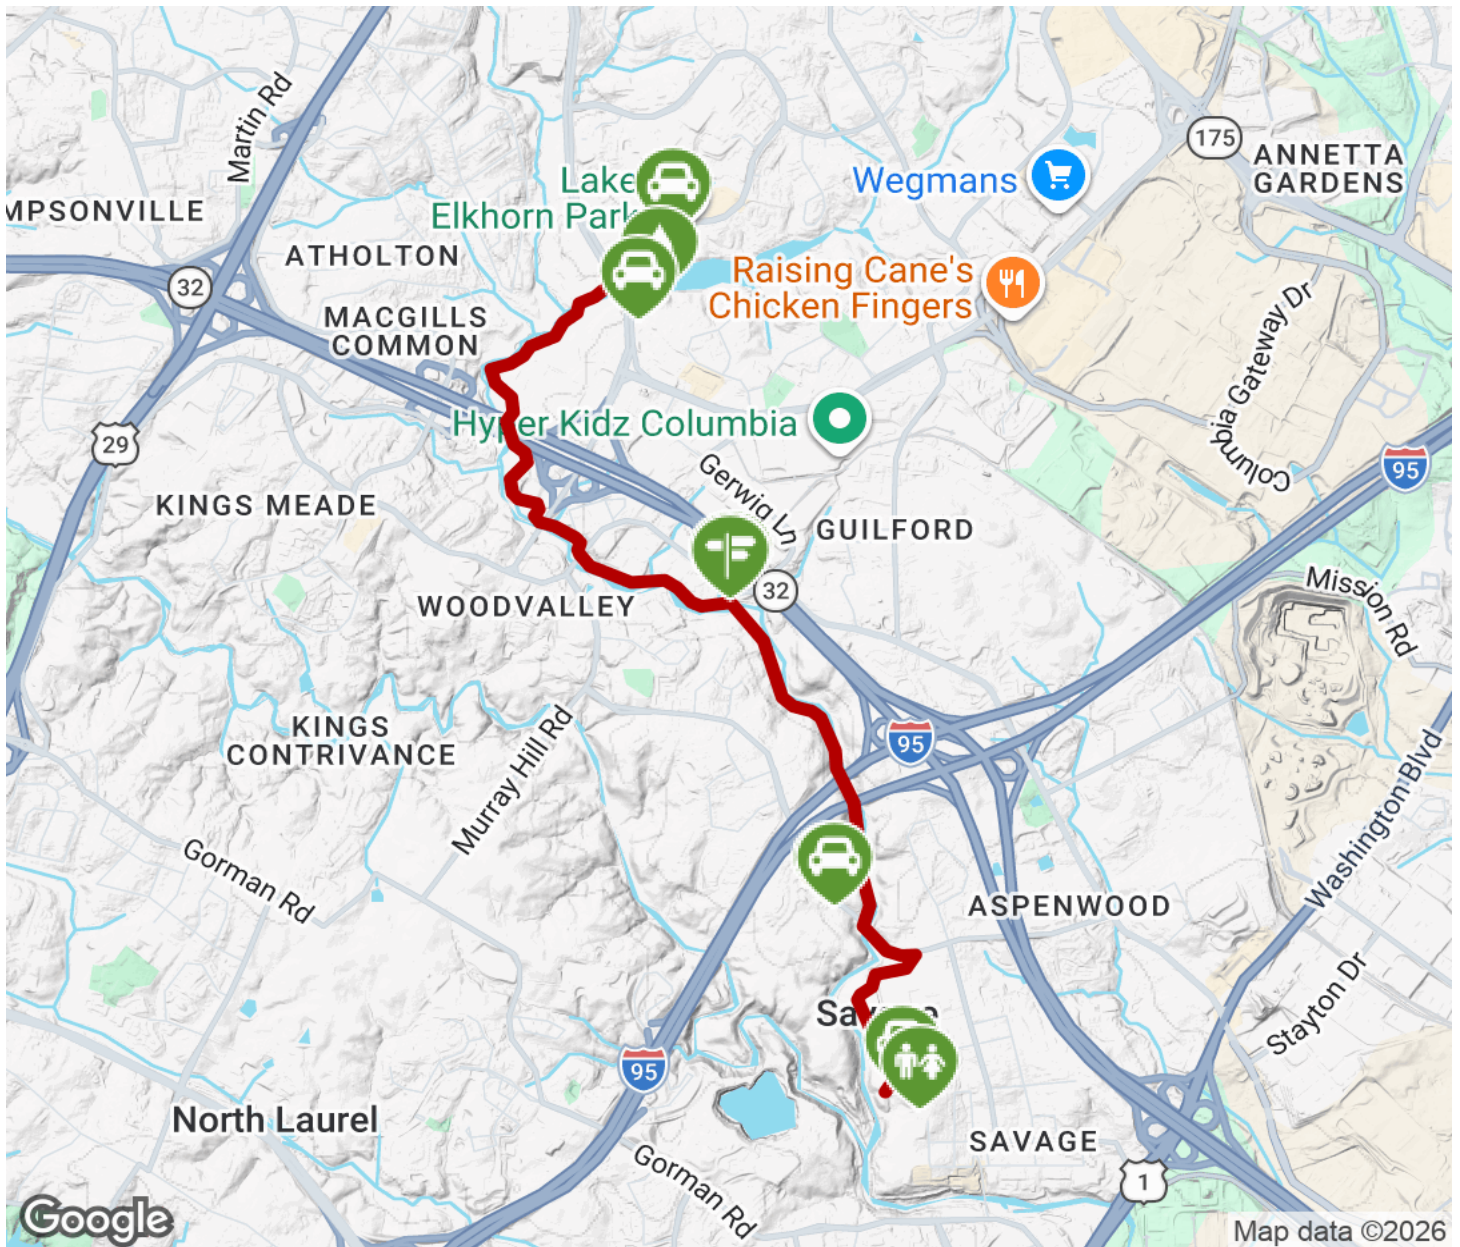 Martin Rd
175
ANNETTA
GARDENS
Lake
Elkhorn Park
Wegmans
MPSONVILLE
ATHOLTON
32
Raising Cane's
Chicken Fingers
MACGILLS
COMMON
Columbia Gateway Dr
Columb
29
Hyper Kidz Columbia
95
Gerwig Ln
KINGS MEADE
GUILFORD
32
WOODVALLEY
Mission Rd
KINGS
CONTRIVANCE
Murray Hill Rd
95
Washington Blvd
Gorman Rd
ASPENWOOD
Stayton Dr
Savage
95
North Laurel
SAVAGE
Gorman Rd
1
Google
Map data ©2026